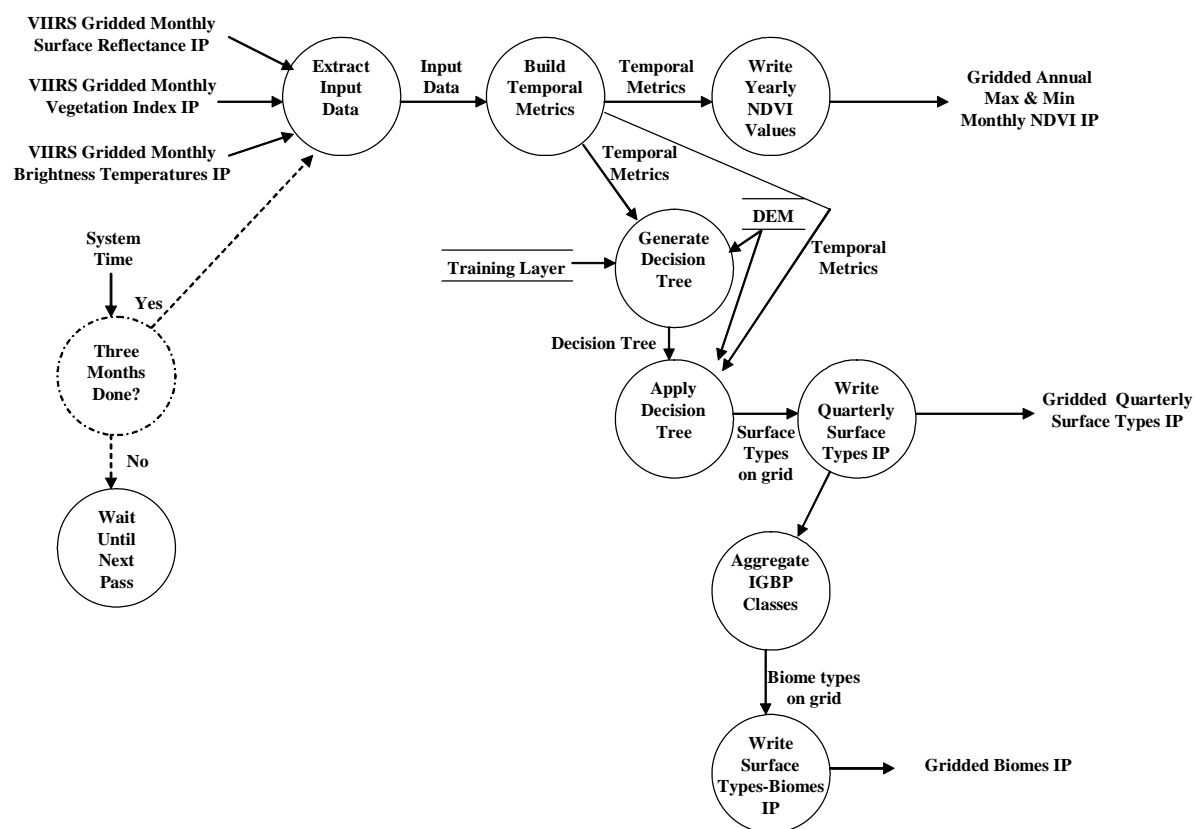 VIIRS Gridded Monthly
Surface Reflectance IP
VIIRS Gridded Monthly
Vegetation Index IP
VIIRS Gridded Monthly
Brightness Temperatures IP
Extract
Input
Data
Input
Data
Build
Temporal
Metrics
Temporal
Metrics
Write
Yearly
NDVI
Values
Gridded Annual
Max & Min
Monthly NDVI IP
Temporal
Metrics
DEM
Temporal
Metrics
Training Layer
Generate
Decision
Tree
System
Time
Yes
Three
Months
Done?
No
Wait
Until
Next
Pass
Decision Tree
Apply
Decision
Tree
Surface
Types
on grid
Write
Quarterly
Surface
Types IP
Gridded Quarterly
Surface Types IP
Aggregate
IGBP
Classes
Biome types
on grid
Write
Surface
Types-Biomes
IP
Gridded Biomes IP